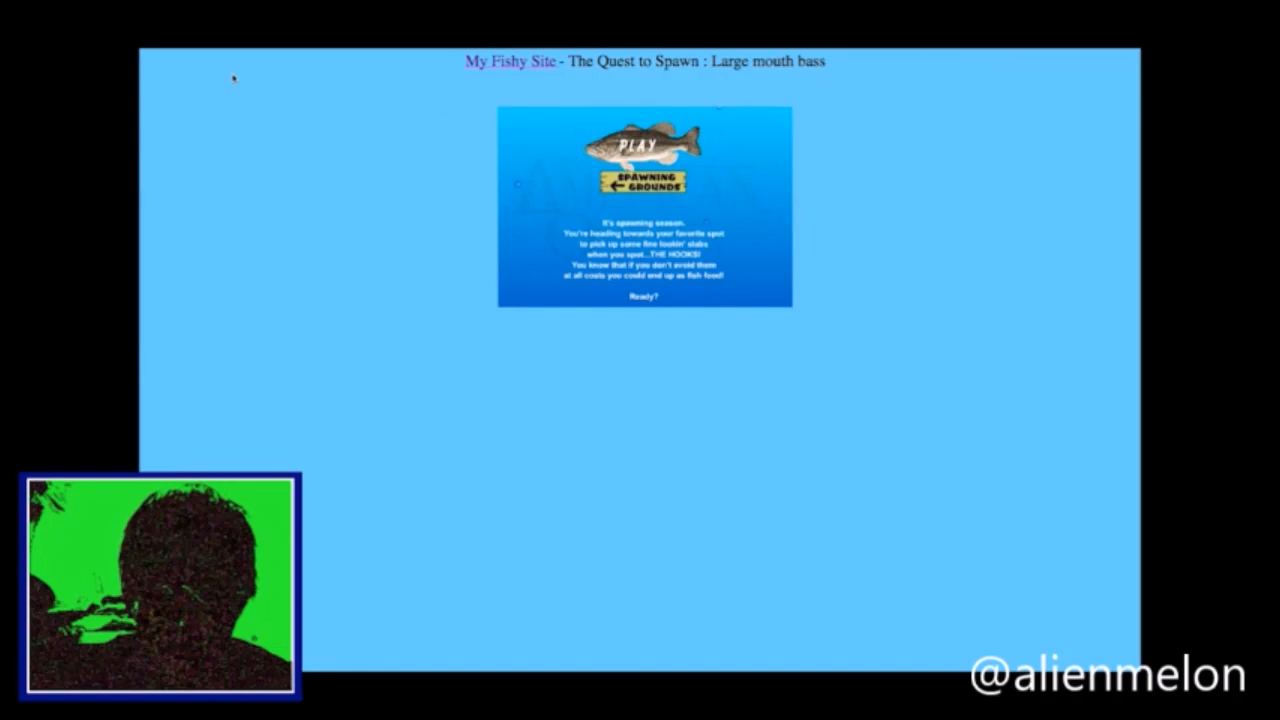 My Fishy Site - The Quest to Spawn : Large mouth bass
PLAY
SPAWNING
GROUNDS
It's spawning season.
You're heading towards your favorite spot
to pick up some fine lookin' slabs
when you spot...THE HOOKS!
You know that if you don't avoid them
at all costs you could end up as fish food!
Ready?
@alienmelon